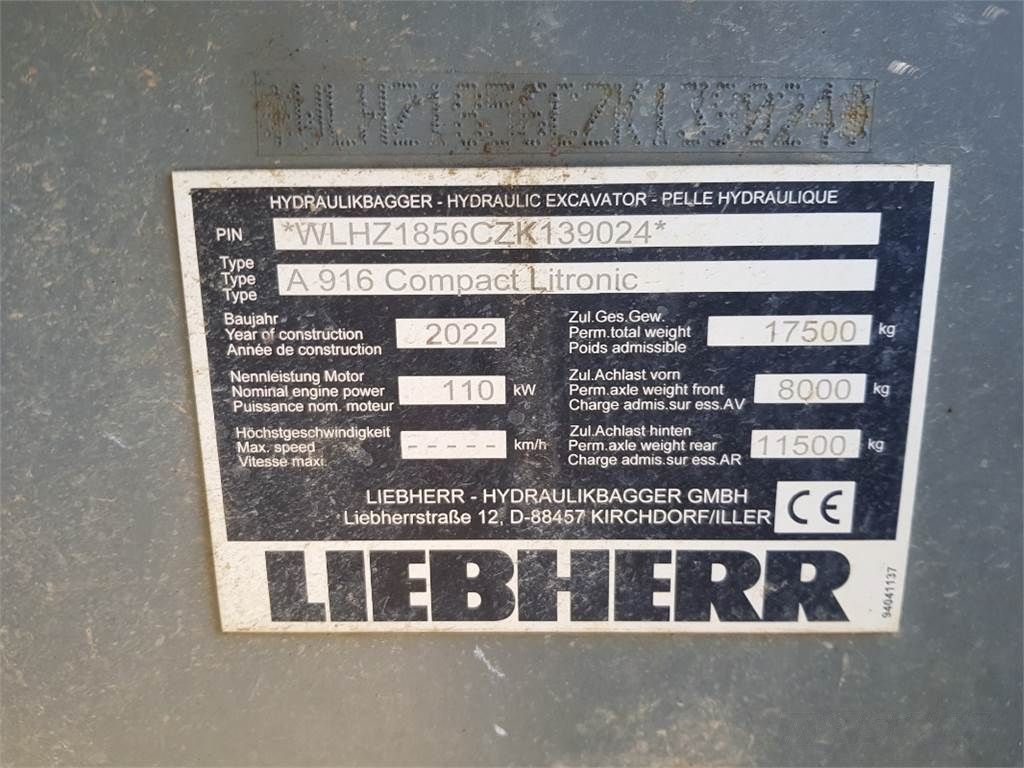 *WLHZ1856CZK139024*
HYDRAULIKBAGGER - HYDRAULIC EXCAVATOR - PELLE HYDRAULIQUE
PIN *WLHZ1856CZK139024*
Type
Type A 916 Compact Litronic
Type
Baujahr
Year of construction 2022
Année de construction
Zul.Ges.Gew.
Perm.total weight 17500 kg
Poids admissible
Nennleistung Motor
Nominal engine power 110 kW
Puissance nom. moteur
Zul.Achlast vorn
Perm.axle weight front 8000 kg
Charge admis.sur ess.AV
Höchstgeschwindigkeit
Max. speed ----- km/h
Vitesse maxi.
Zul.Achlast hinten
Perm.axle weight rear 11500 kg
Charge admis.sur ess.AR
LIEBHERR - HYDRAULIKBAGGER GMBH
Liebherrstraße 12, D-88457 KIRCHDORF/ILLER
CE
LIEBHERR
94041137